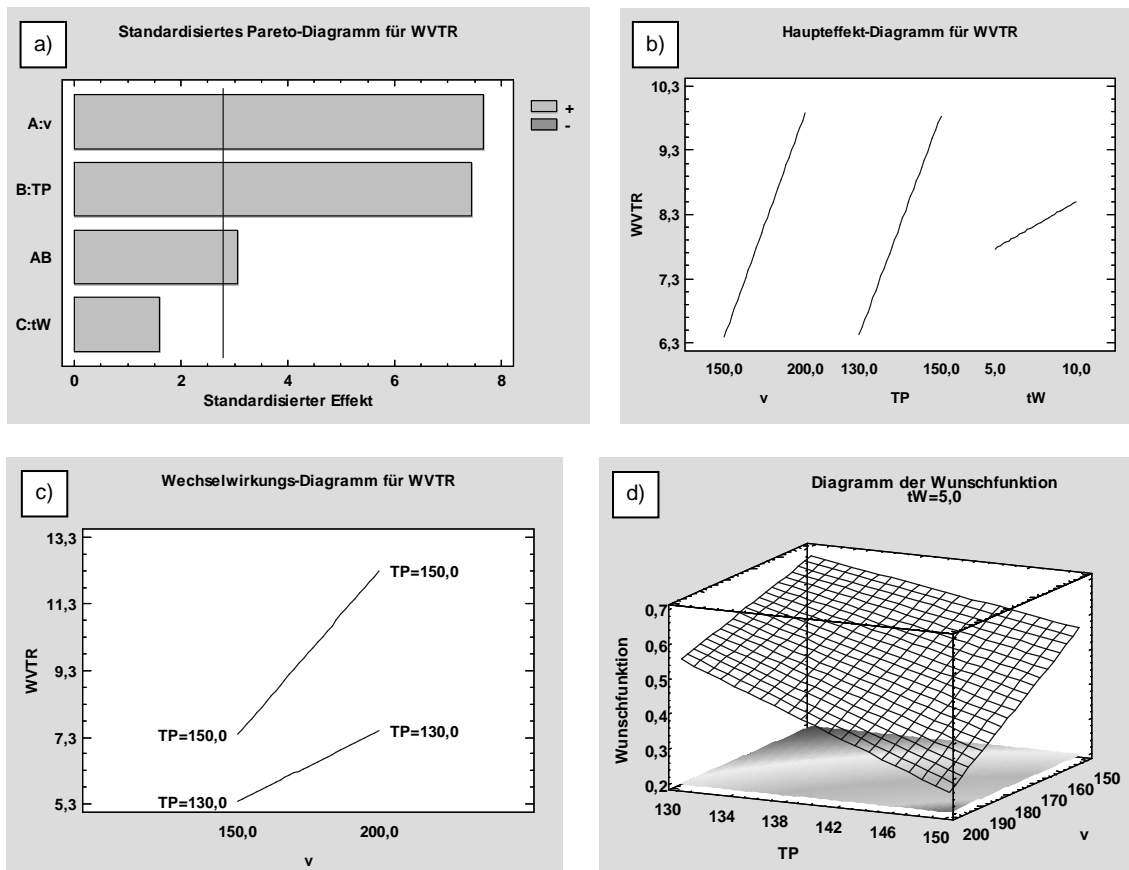 a)
Standardisiertes Pareto-Diagramm für WVTR
A:v
B:TP
AB
C:tW
+
-
0 2 4 6 8
Standardisierter Effekt
b)
Haupteffekt-Diagramm für WVTR
WVTR
10,3
9,3
8,3
7,3
6,3
150,0 200,0 130,0 150,0 5,0 10,0
v TP tW
c)
Wechselwirkungs-Diagramm für WVTR
WVTR
13,3
11,3
9,3
7,3
5,3
TP=150,0
TP=150,0
TP=130,0
TP=130,0
150,0 200,0
v
d)
Diagramm der Wunschfunktion
tW=5,0
Wunschfunktion
0,7
0,6
0,5
0,4
0,3
0,2
130 134 138 142 146 150
TP
200 190 180 170 160 150
v